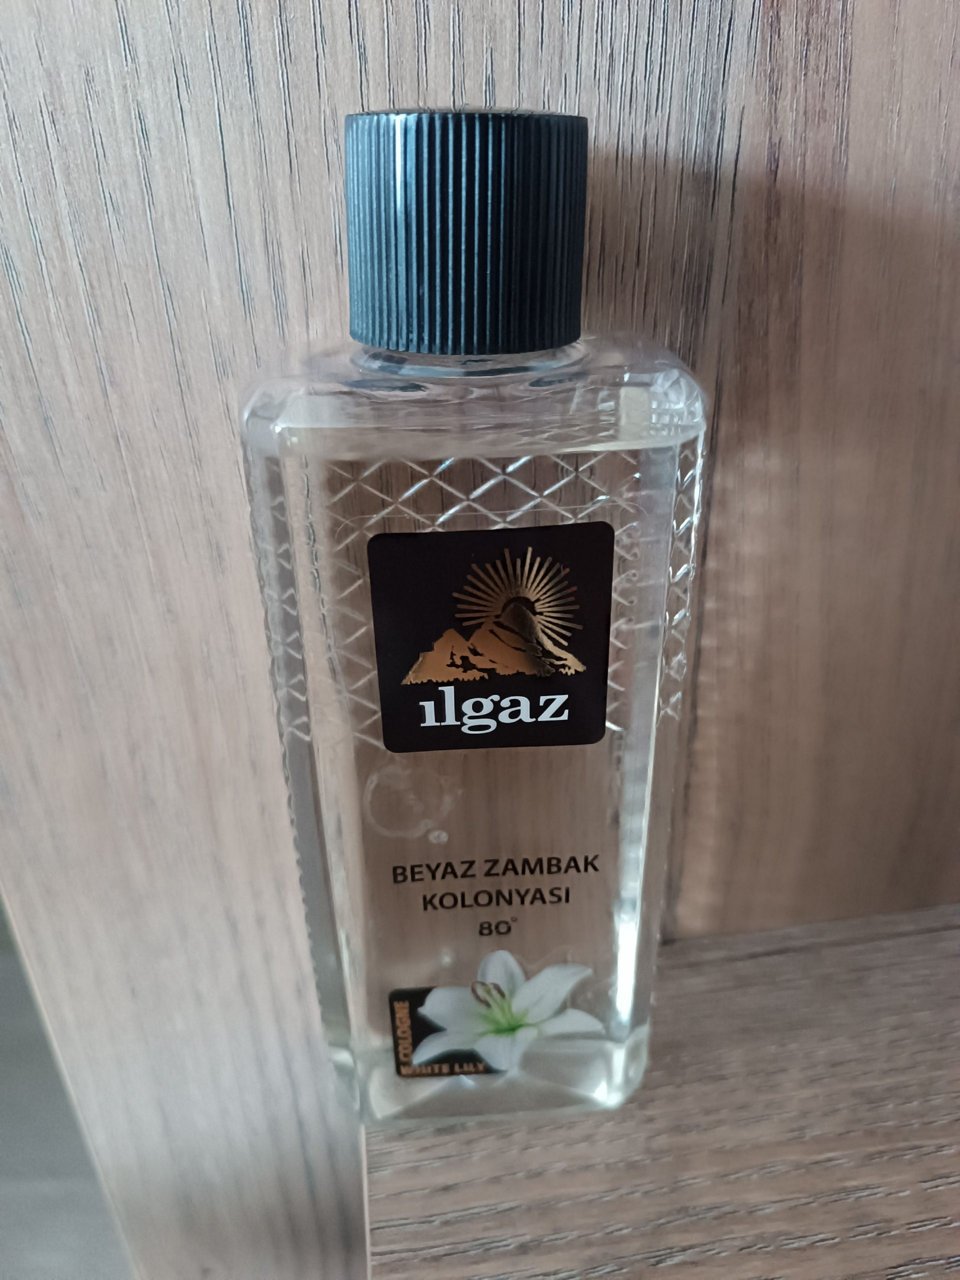 ılgaz
BEYAZ ZAMBAK
KOLONYASI
80°
COLOGNE
WHITE LILY